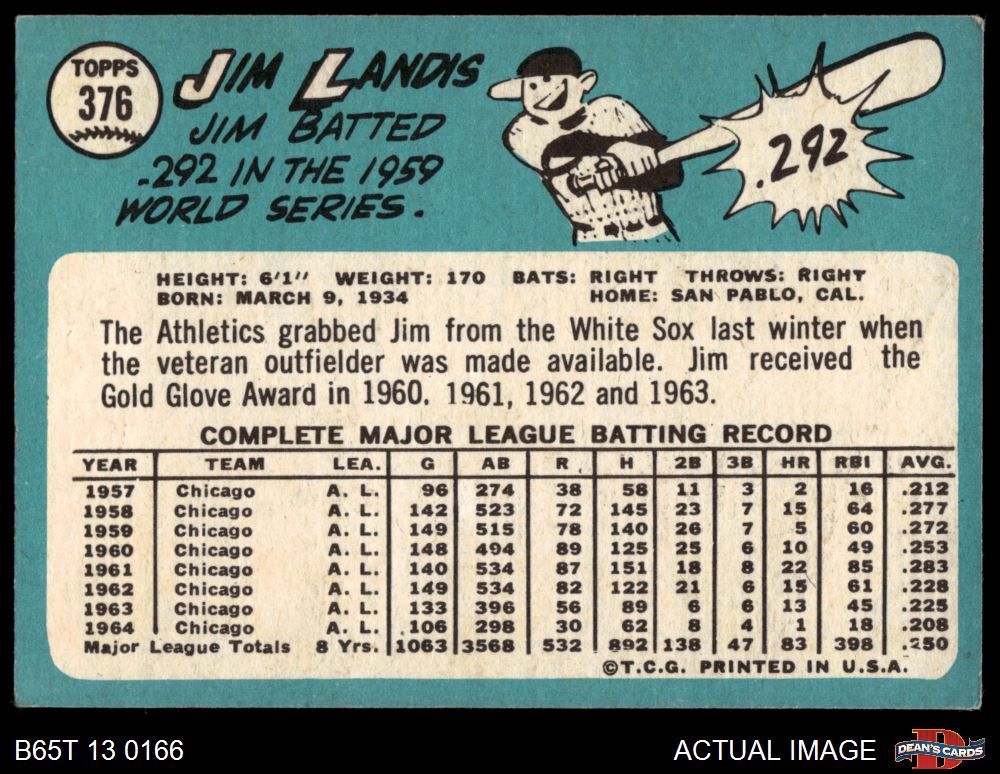 TOPPS
376
JIM LANDIS
JIM BATTED
.292 IN THE 1959
WORLD SERIES.
.292
HEIGHT: 6'1" WEIGHT: 170 BATS: RIGHT THROWS: RIGHT
BORN: MARCH 9, 1934 HOME: SAN PABLO, CAL.
The Athletics grabbed Jim from the White Sox last winter when
the veteran outfielder was made available. Jim received the
Gold Glove Award in 1960. 1961, 1962 and 1963.
COMPLETE MAJOR LEAGUE BATTING RECORD
YEAR TEAM LEA. G AB R H 2B 3B HR RBI AVG.
1957 Chicago A. L. 96 274 38 58 11 3 2 16 .212
1958 Chicago A. L. 142 523 72 145 23 7 15 64 .277
1959 Chicago A. L. 149 515 78 140 26 7 5 60 .272
1960 Chicago A. L. 148 494 89 125 25 6 10 49 .253
1961 Chicago A. L. 140 534 87 151 18 8 22 85 .283
1962 Chicago A. L. 149 534 82 122 21 6 15 61 .228
1963 Chicago A. L. 133 396 56 89 6 6 13 45 .225
1964 Chicago A. L. 106 298 30 62 8 4 1 18 .208
Major League Totals 8 Yrs. 1063 3568 532 892 138 47 83 398 .250
©T.C.G. PRINTED IN U.S.A.
B65T 13 0166 ACTUAL IMAGE DEAN'S CARDS